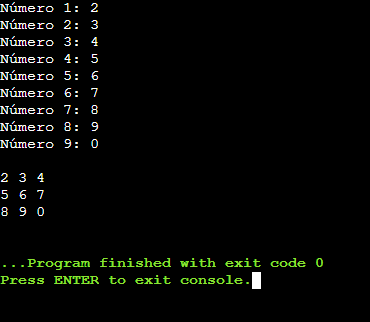 Número 1: 2
Número 2: 3
Número 3: 4
Número 4: 5
Número 5: 6
Número 6: 7
Número 7: 8
Número 8: 9
Número 9: 0
2 3 4
5 6 7
8 9 0
...Program finished with exit code 0
Press ENTER to exit console.